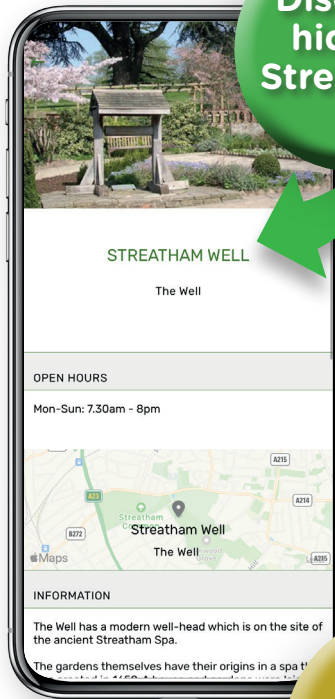 STREATHAM WELL
The Well
OPEN HOURS
Mon-Sun: 7.30am - 8pm
A215
A23
A214
Streatham
B272
Streatham Well
The Well
Maps
A215
INFORMATION
The Well has a modern well-head which is on the site of
the ancient Streatham Spa.
The gardens themselves have their origins in a spa